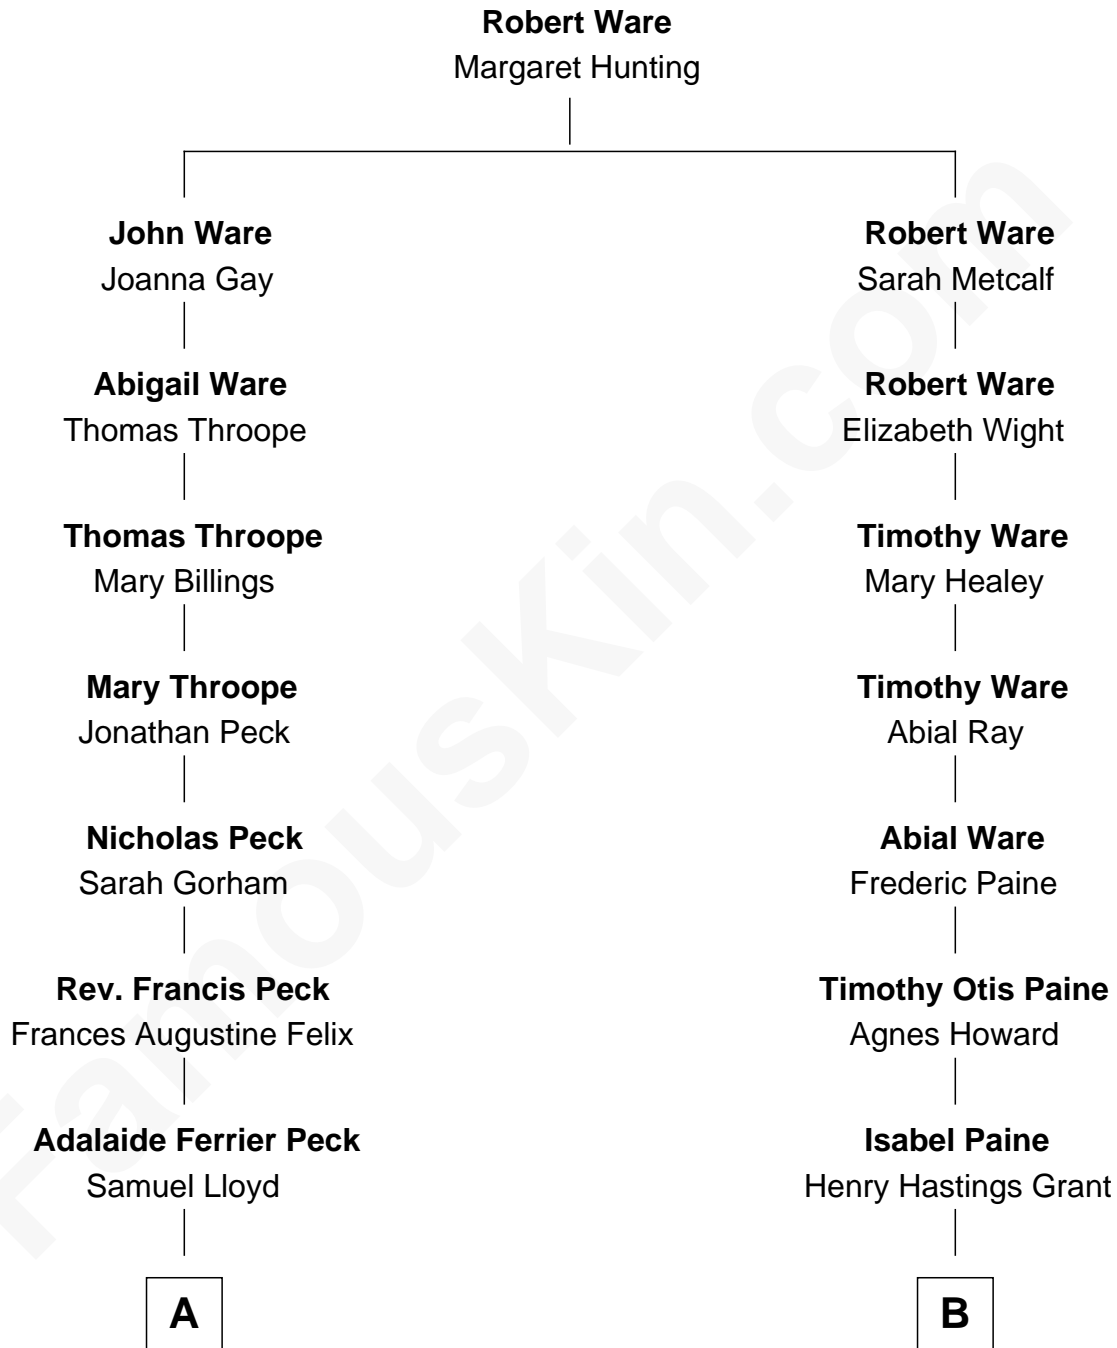 Robert Ware
Margaret Hunting
John Ware
Joanna Gay
Robert Ware
Sarah Metcalf
Abigail Ware
Thomas Throope
Robert Ware
Elizabeth Wight
Thomas Throope
Mary Billings
Timothy Ware
Mary Healey
Mary Throope
Jonathan Peck
Timothy Ware
Abial Ray
Nicholas Peck
Sarah Gorham
Abial Ware
Frederic Paine
Rev. Francis Peck
Frances Augustine Felix
Timothy Otis Paine
Agnes Howard
Adalaide Ferrier Peck
Samuel Lloyd
Isabel Paine
Henry Hastings Grant
A
B
FamousKin.com